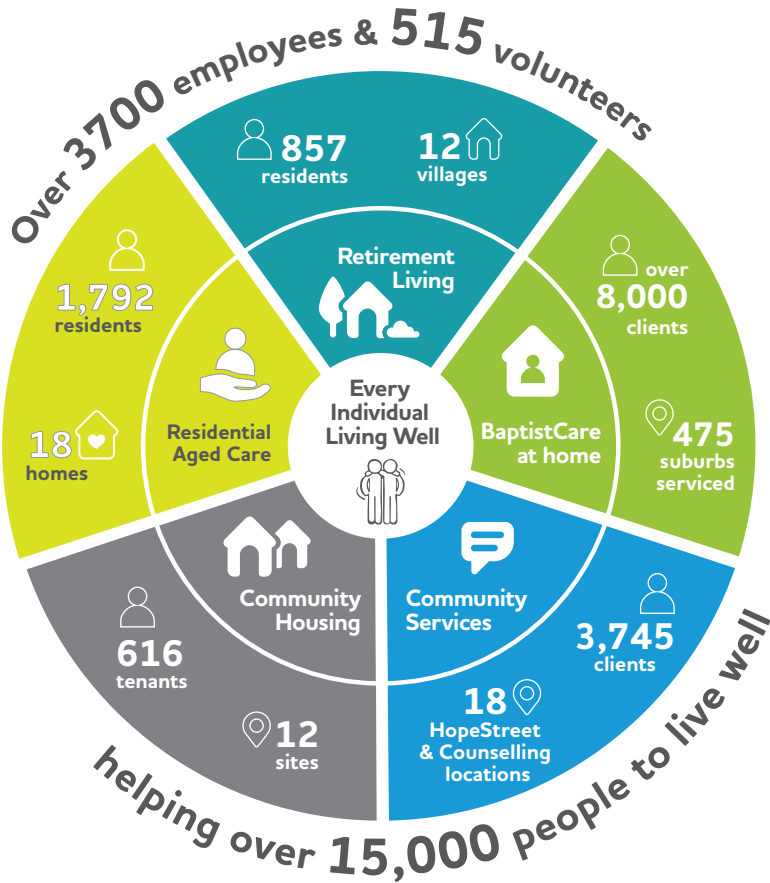 Over 3700 employees & 515 volunteers
857
residents
12
villages
Retirement
Living
over
8,000
clients
475
suburbs
serviced
BaptistCare
at home
3,745
clients
18
HopeStreet
& Counselling
locations
Community
Services
616
tenants
12
sites
Community
Housing
1,792
residents
18
homes
Residential
Aged Care
Every
Individual
Living Well
helping over 15,000 people to live well